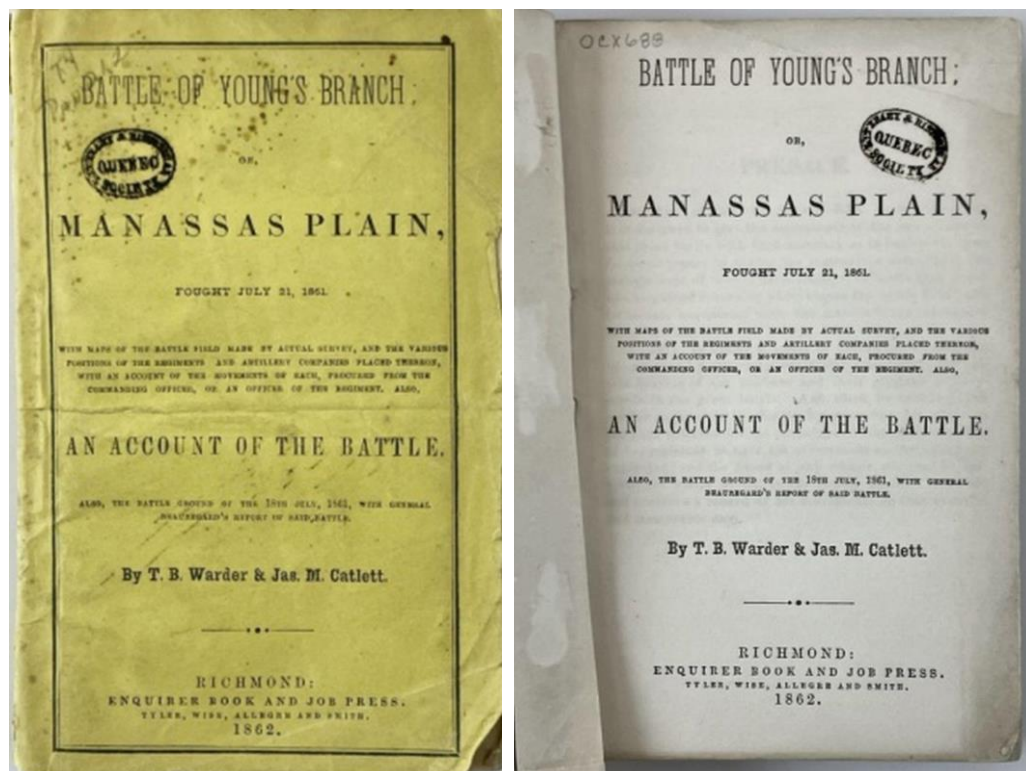 BATTLE OF YOUNG'S BRANCH;
QUEBEC
SOCIETY
OR,
MANASSAS PLAIN,
FOUGHT JULY 21, 1861.
WITH MAPS OF THE BATTLE FIELD MADE BY ACTUAL SURVEY, AND THE VARIOUS
POSITIONS OF THE REGIMENTS AND ARTILLERY COMPANIES PLACED THEREON,
WITH AN ACCOUNT OF THE MOVEMENTS OF EACH, PROCURED FROM THE
COMMANDING OFFICER, OR AN OFFICER OF THE REGIMENT. ALSO,
AN ACCOUNT OF THE BATTLE.
ALSO, THE BATTLE GROUND OF THE 18TH JULY, 1861, WITH GENERAL
BEAUREGARD'S REPORT OF SAID BATTLE.
By T. B. Warder & Jas. M. Catlett.
RICHMOND:
ENQUIRER BOOK AND JOB PRESS.
TYLER, WISE, ALLEGRE AND SMITH.
1862.
OCX688
BATTLE OF YOUNG'S BRANCH;
QUEBEC
SOCIETY
OR,
MANASSAS PLAIN,
FOUGHT JULY 21, 1861.
WITH MAPS OF THE BATTLE FIELD MADE BY ACTUAL SURVEY, AND THE VARIOUS
POSITIONS OF THE REGIMENTS AND ARTILLERY COMPANIES PLACED THEREON,
WITH AN ACCOUNT OF THE MOVEMENTS OF EACH, PROCURED FROM THE
COMMANDING OFFICER, OR AN OFFICER OF THE REGIMENT. ALSO,
AN ACCOUNT OF THE BATTLE.
ALSO, THE BATTLE GROUND OF THE 18TH JULY, 1861, WITH GENERAL
BEAUREGARD'S REPORT OF SAID BATTLE.
By T. B. Warder & Jas. M. Catlett.
RICHMOND:
ENQUIRER BOOK AND JOB PRESS.
TYLER, WISE, ALLEGRE AND SMITH.
1862.